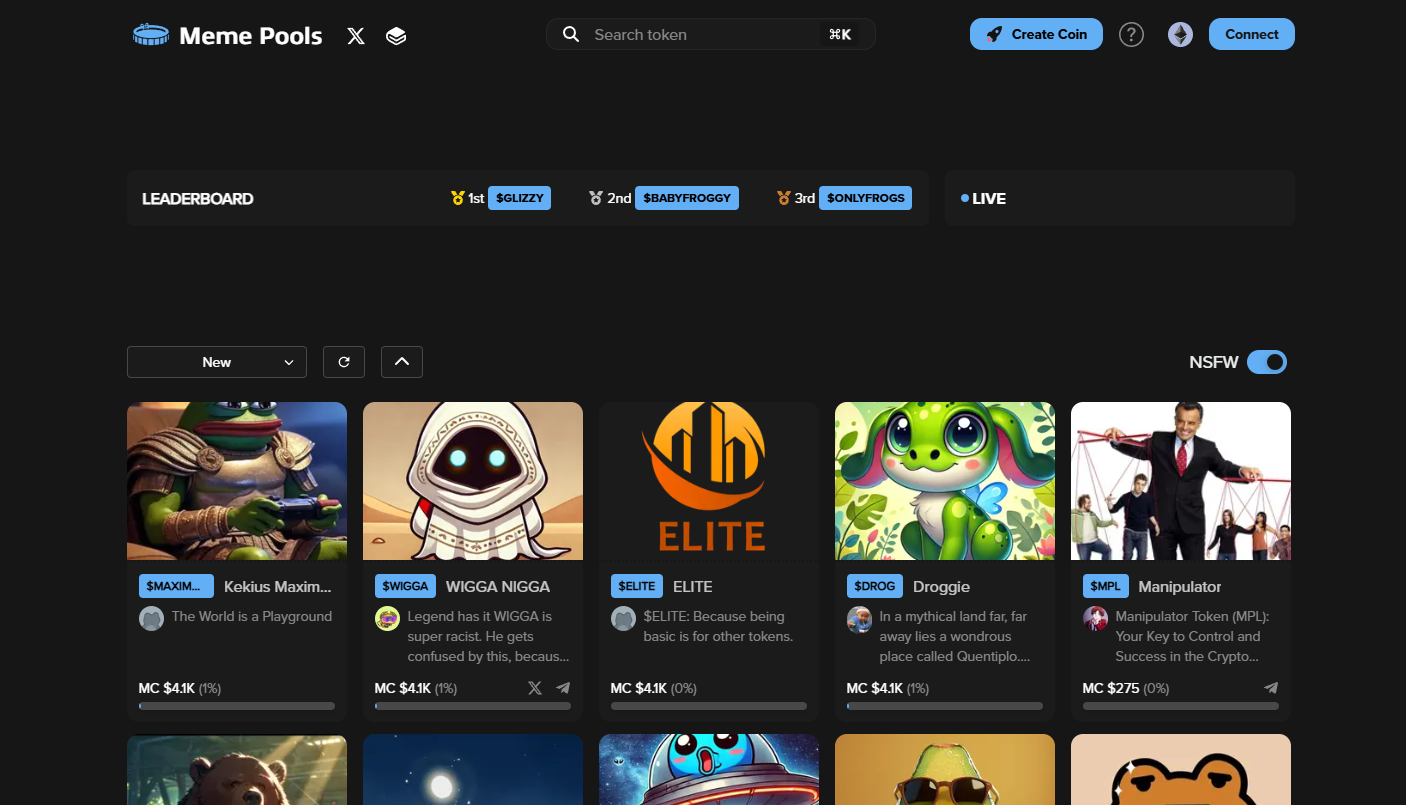 Meme Pools
Search token
⌘K
Create Coin
?
Connect
LEADERBOARD
1st $GLIZZY
2nd $BABYFROGGY
3rd $ONLYFROGS
LIVE
New
NSFW
ELITE
$MAXIM... Kekius Maxim...
The World is a Playground
MC $4.1K (1%)
$WIGGA WIGGA NIGGA
Legend has it WIGGA is
super racist. He gets
confused by this, becaus...
MC $4.1K (1%)
$ELITE ELITE
$ELITE: Because being
basic is for other tokens.
MC $4.1K (0%)
$DROG Droggie
In a mythical land far, far
away lies a wondrous
place called Quentiplo....
MC $4.1K (1%)
$MPL Manipulator
Manipulator Token (MPL):
Your Key to Control and
Success in the Crypto...
MC $275 (0%)